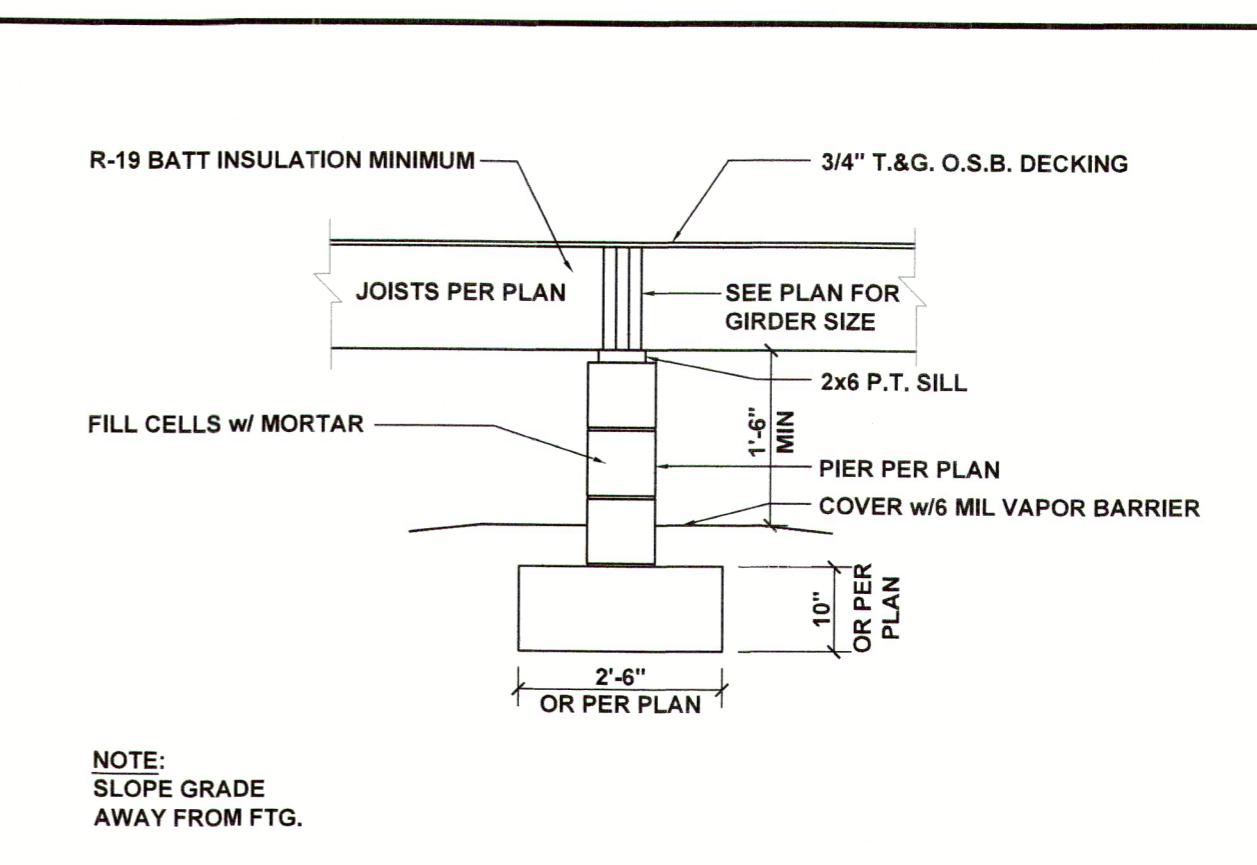 R-19 BATT INSULATION MINIMUM
3/4" T.&G. O.S.B. DECKING
JOISTS PER PLAN
SEE PLAN FOR
GIRDER SIZE
2x6 P.T. SILL
1'-6"
MIN
FILL CELLS w/ MORTAR
PIER PER PLAN
COVER w/6 MIL VAPOR BARRIER
10"
OR PER
PLAN
2'-6"
OR PER PLAN
NOTE:
SLOPE GRADE
AWAY FROM FTG.